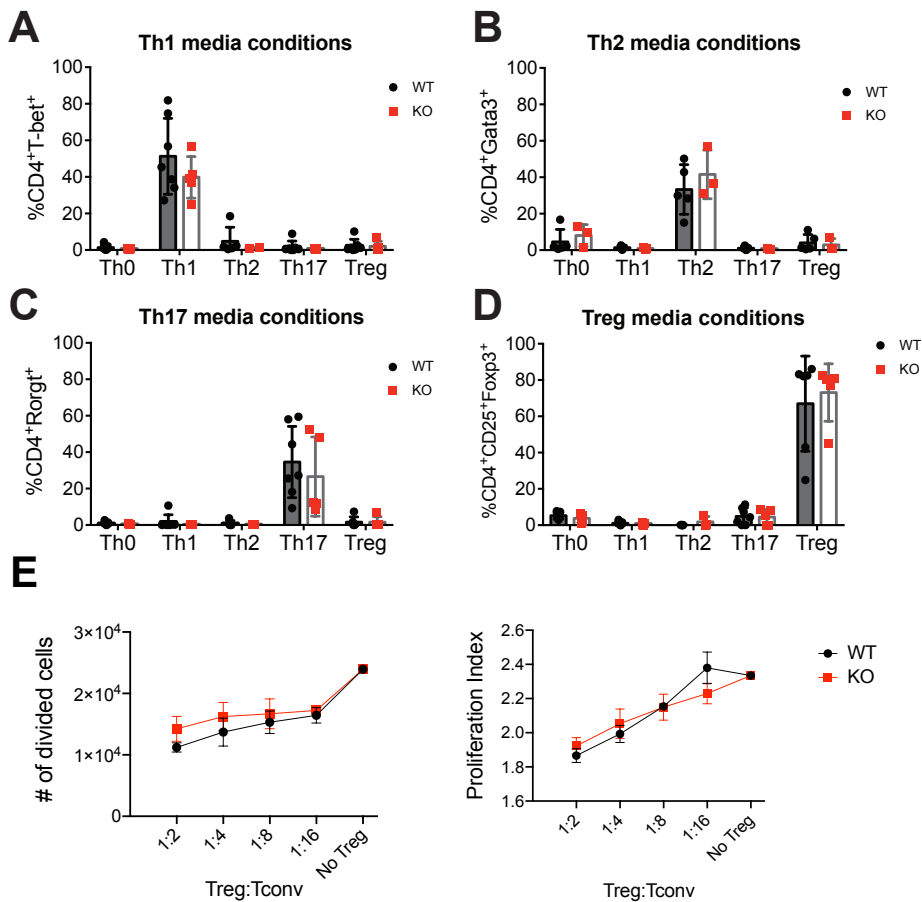 A
Th1 media conditions
%CD4⁺T-bet⁺
100
80
60
40
20
0
Th0 Th1 Th2 Th17 Treg
WT
KO
B
Th2 media conditions
%CD4⁺Gata3⁺
100
80
60
40
20
0
Th0 Th1 Th2 Th17 Treg
WT
KO
C
Th17 media conditions
%CD4⁺Rorgt⁺
100
80
60
40
20
0
Th0 Th1 Th2 Th17 Treg
WT
KO
D
Treg media conditions
%CD4⁺CD25⁺Foxp3⁺
100
80
60
40
20
0
Th0 Th1 Th2 Th17 Treg
WT
KO
E
# of divided cells
3×10⁴
2×10⁴
1×10⁴
0
1:2 1:4 1:8 1:16 No Treg
Treg:Tconv
Proliferation Index
2.6
2.4
2.2
2.0
1.8
1.6
1:2 1:4 1:8 1:16 No Treg
Treg:Tconv
WT
KO